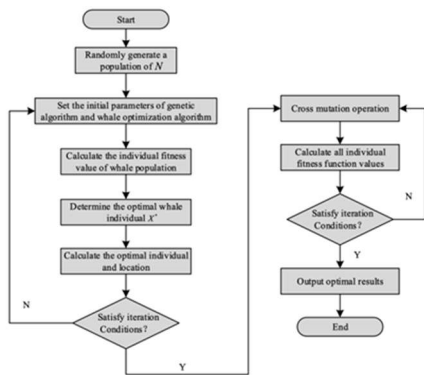 Start
Randomly generate a
population of N
Set the initial parameters of genetic
algorithm and whale optimization algorithm
Calculate the individual fitness
value of whale population
Determine the optimal whale
individual X*
Calculate the optimal individual
and location
N
Satisfy iteration
Conditions?
Y
Cross mutation operation
Calculate all individual
fitness function values
N
Satisfy iteration
Conditions?
Y
Output optimal results
End